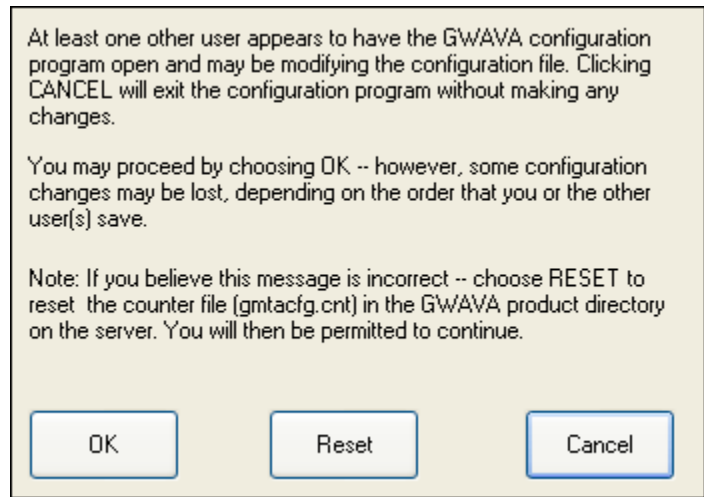 At least one other user appears to have the GWAVA configuration
program open and may be modifying the configuration file. Clicking
CANCEL will exit the configuration program without making any
changes.
You may proceed by choosing OK -- however, some configuration
changes may be lost, depending on the order that you or the other
user(s) save.
Note: If you believe this message is incorrect -- choose RESET to
reset  the counter file (gmtacfg.cnt) in the GWAVA product directory
on the server. You will then be permitted to continue.
OK Reset Cancel